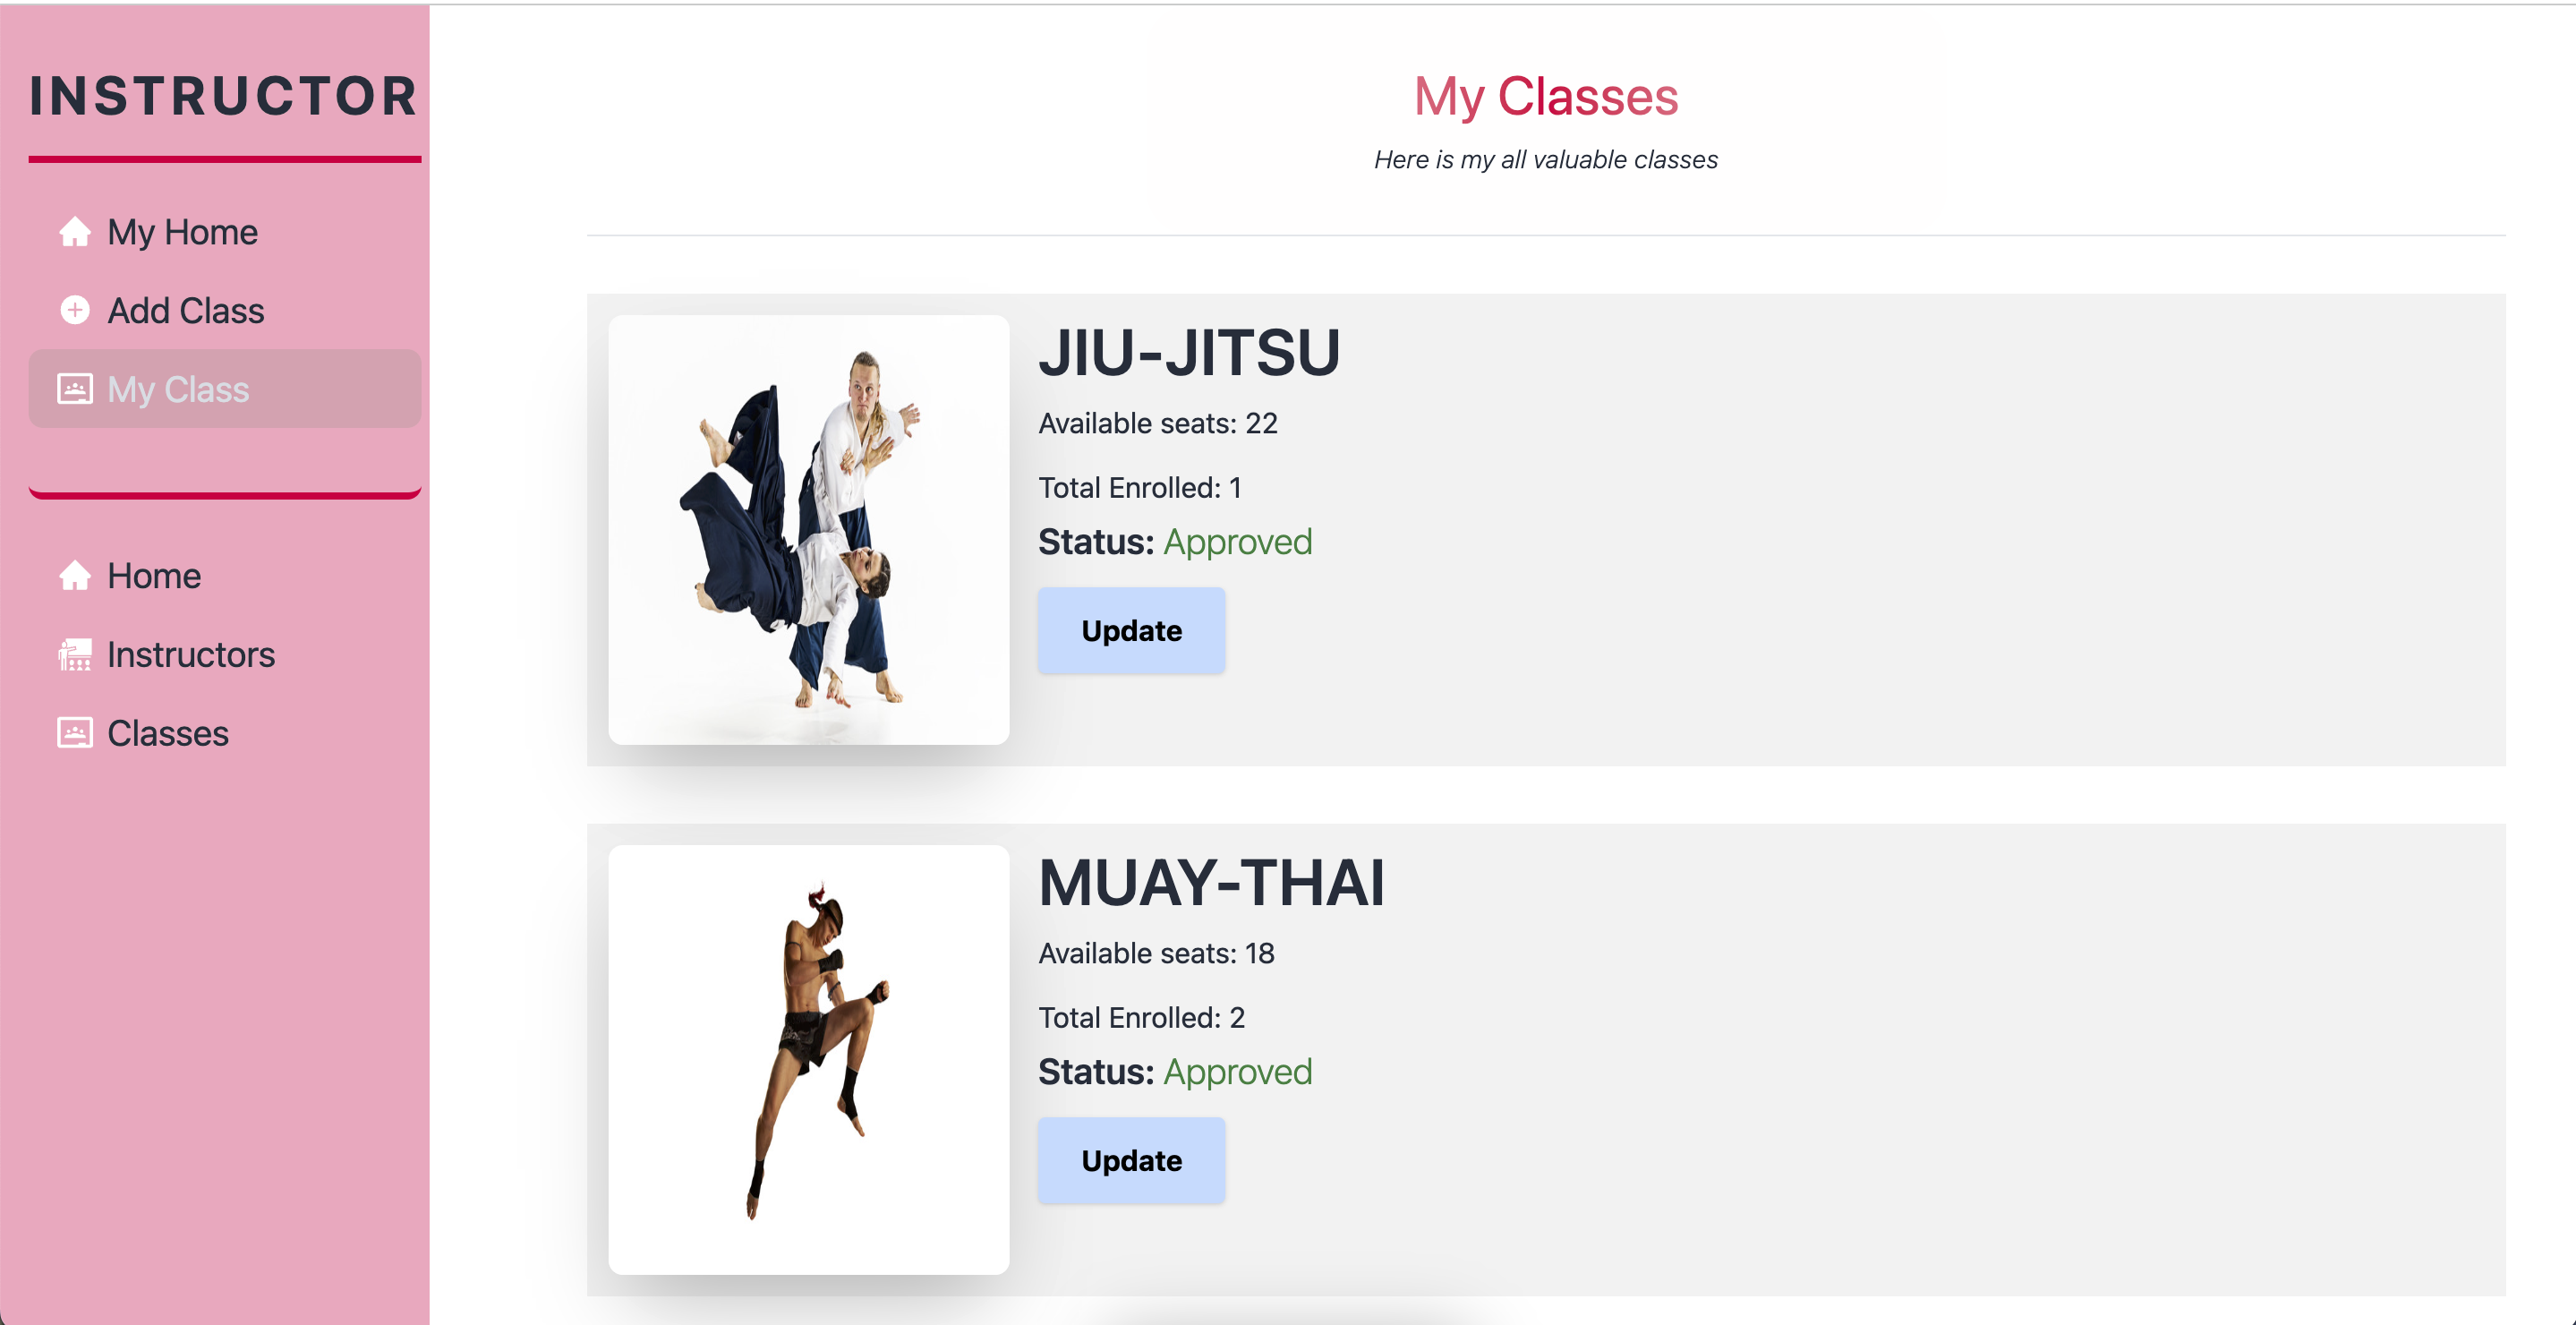 INSTRUCTOR
My Home
Add Class
My Class
Home
Instructors
Classes
My Classes
Here is my all valuable classes
JIU-JITSU
Available seats: 22
Total Enrolled: 1
Status: Approved
Update
MUAY-THAI
Available seats: 18
Total Enrolled: 2
Status: Approved
Update